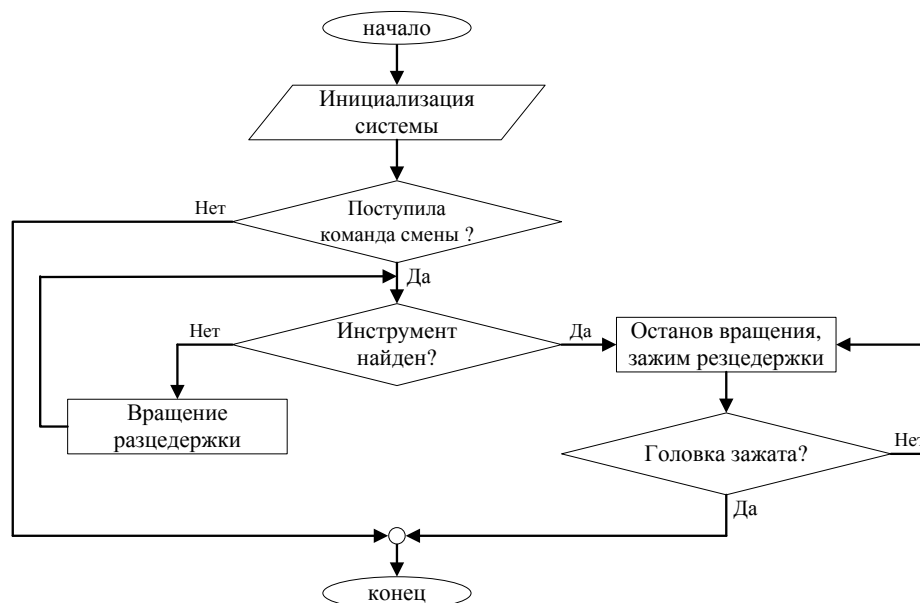 начало
Инициализация
системы
Нет
Поступила
команда смены ?
Да
Нет
Инструмент
найден?
Да
Останов вращения,
зажим резцедержки
Вращение
разцедержки
Головка зажата?
Нет
Да
конец